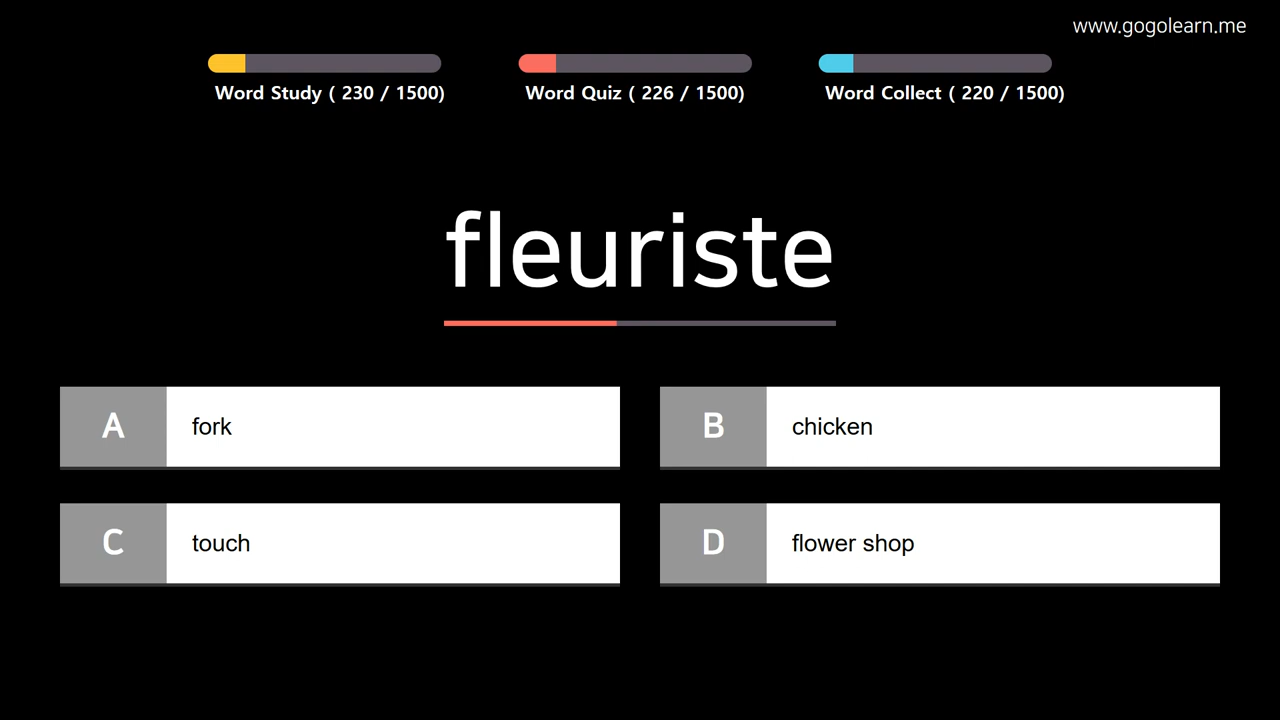 www.gogolearn.me
Word Study ( 230 / 1500)
Word Quiz ( 226 / 1500)
Word Collect ( 220 / 1500)
fleuriste
A fork
B chicken
C touch
D flower shop